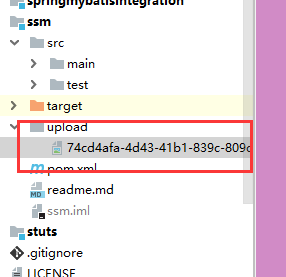 springmybatisintegration
ssm
src
main
test
target
upload
74cd4afa-4d43-41b1-839c-809c
pom.xml
readme.md
ssm.iml
stuts
.gitignore
LICENSE